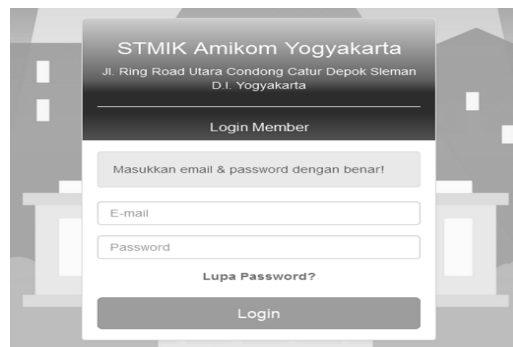 STMIK Amikom Yogyakarta
Jl. Ring Road Utara Condong Catur Depok Sleman
D.I. Yogyakarta
Login Member
Masukkan email & password dengan benar!
E-mail
Password
Lupa Password?
Login